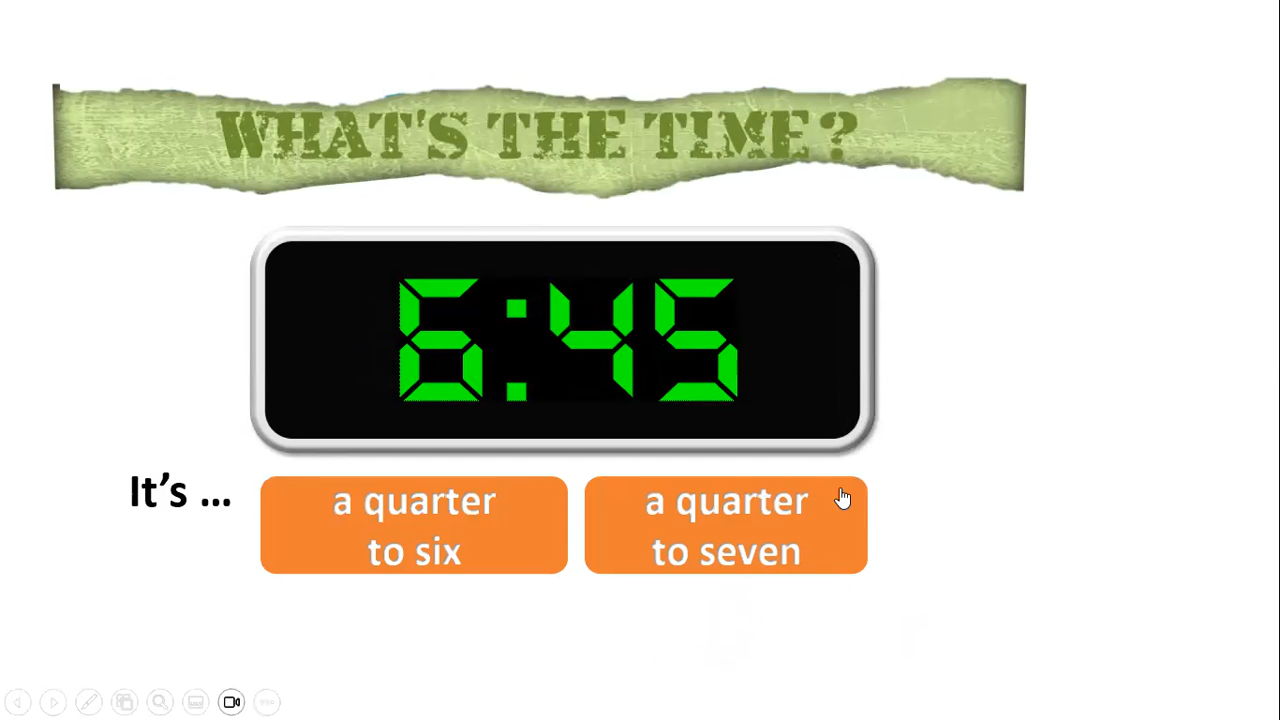 WHAT'S THE TIME?
6:45
It's ...
a quarter
to six
a quarter
to seven